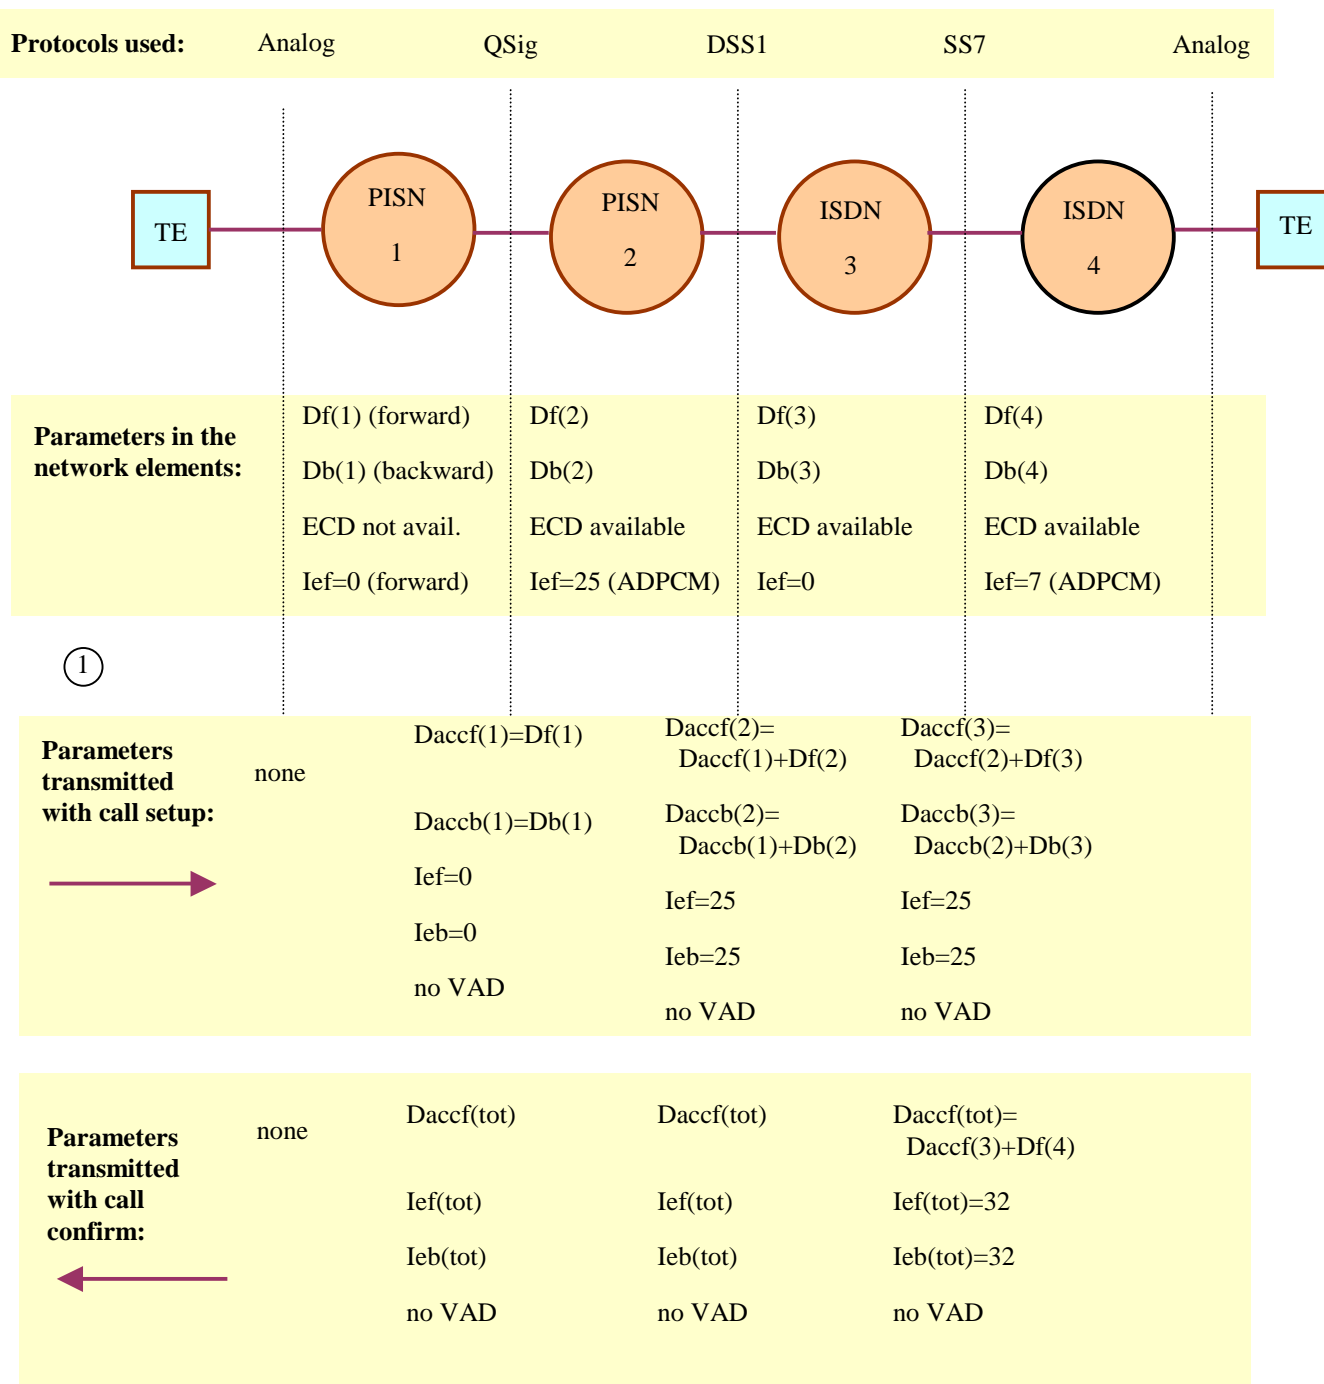 Protocols used: Analog QSig DSS1 SS7 Analog
TE
PISN
1
PISN
2
ISDN
3
ISDN
4
TE
Parameters in the
network elements:
Df(1) (forward)
Db(1) (backward)
ECD not avail.
Ief=0 (forward)
Df(2)
Db(2)
ECD available
Ief=25 (ADPCM)
Df(3)
Db(3)
ECD available
Ief=0
Df(4)
Db(4)
ECD available
Ief=7 (ADPCM)
1
Parameters
transmitted
with call setup:
none
Daccf(1)=Df(1)
Daccb(1)=Db(1)
Ief=0
Ieb=0
no VAD
Daccf(2)=
Daccf(1)+Df(2)
Daccb(2)=
Daccb(1)+Db(2)
Ief=25
Ieb=25
no VAD
Daccf(3)=
Daccf(2)+Df(3)
Daccb(3)=
Daccb(2)+Db(3)
Ief=25
Ieb=25
no VAD
Parameters
transmitted
with call
confirm:
none
Daccf(tot)
Ief(tot)
Ieb(tot)
no VAD
Daccf(tot)
Ief(tot)
Ieb(tot)
no VAD
Daccf(tot)=
Daccf(3)+Df(4)
Ief(tot)=32
Ieb(tot)=32
no VAD